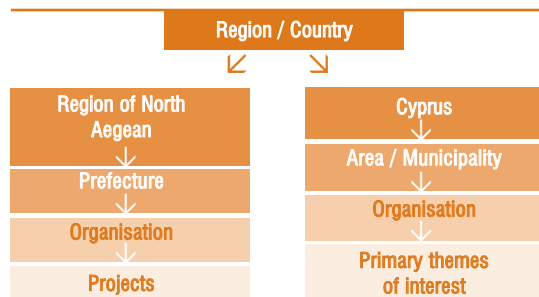 Region / Country
Region of North
Aegean
Prefecture
Organisation
Projects
Cyprus
Area / Municipality
Organisation
Primary themes
of interest